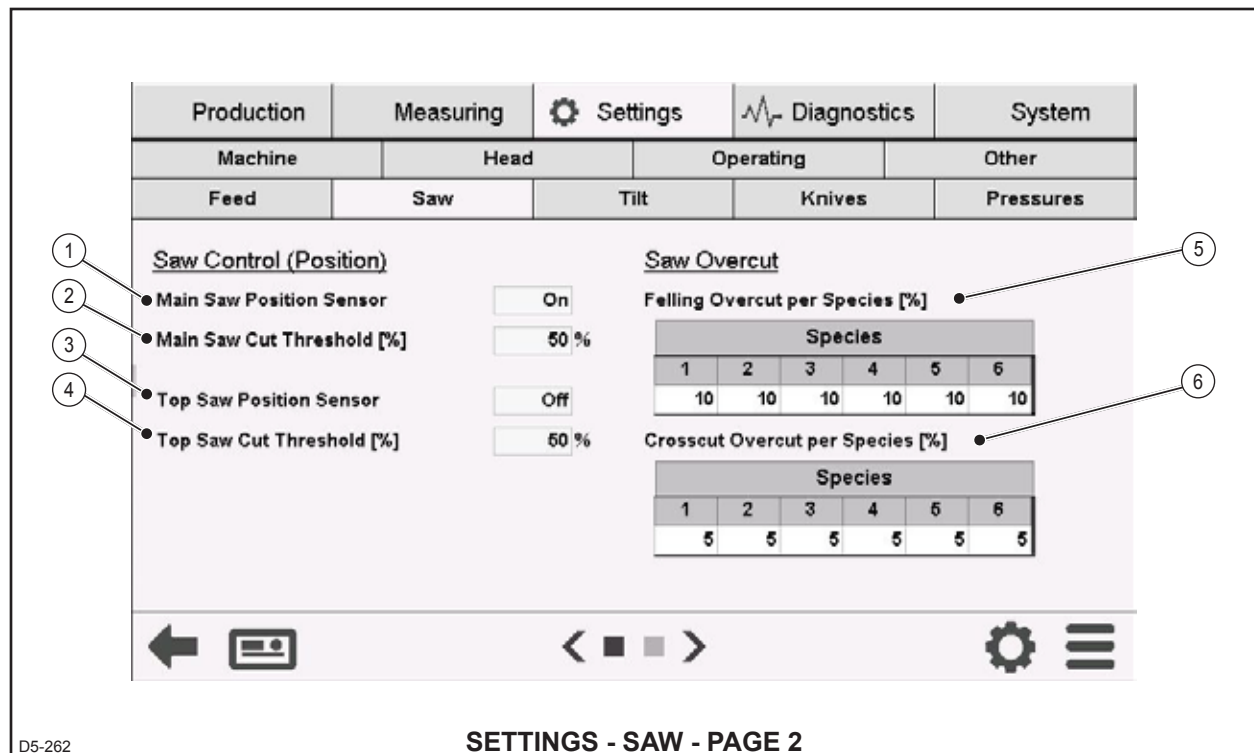 Production Measuring Settings Diagnostics System
Machine Head Operating Other
Feed Saw Tilt Knives Pressures
1
2
3
4
Saw Control (Position)
Main Saw Position Sensor On
Main Saw Cut Threshold [%] 50 %
Top Saw Position Sensor Off
Top Saw Cut Threshold [%] 50 %
5
6
Saw Overcut
Felling Overcut per Species [%]
Species
1 2 3 4 5 6
10 10 10 10 10 10
Crosscut Overcut per Species [%]
Species
1 2 3 4 5 6
5 5 5 5 5 5
D5-262
SETTINGS - SAW - PAGE 2